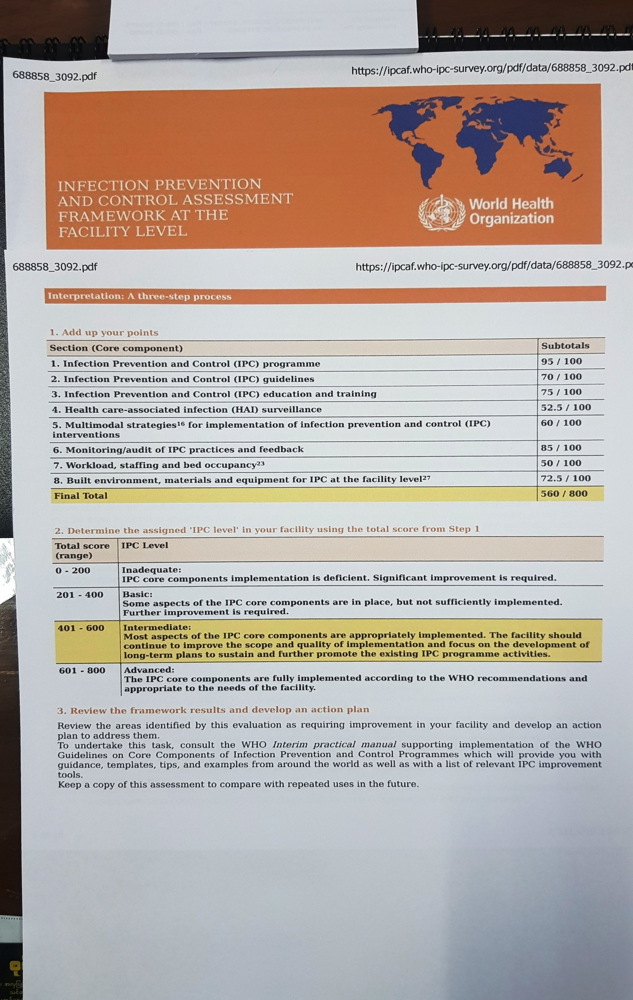 688858_3092.pdf
https://ipcaf.who-ipc-survey.org/pdf/data/688858_3092.pdf
INFECTION PREVENTION
AND CONTROL ASSESSMENT
FRAMEWORK AT THE
FACILITY LEVEL
World Health
Organization
688858_3092.pdf
https://ipcaf.who-ipc-survey.org/pdf/data/688858_3092.p
Interpretation: A three-step process
1. Add up your points
Section (Core component) Subtotals
1. Infection Prevention and Control (IPC) programme 95 / 100
2. Infection Prevention and Control (IPC) guidelines 70 / 100
3. Infection Prevention and Control (IPC) education and training 75 / 100
4. Health care-associated infection (HAI) surveillance 52.5 / 100
5. Multimodal strategies¹⁶ for implementation of infection prevention and control (IPC) 60 / 100
interventions
6. Monitoring/audit of IPC practices and feedback 85 / 100
7. Workload, staffing and bed occupancy²³ 50 / 100
8. Built environment, materials and equipment for IPC at the facility level²⁷ 72.5 / 100
Final Total 560 / 800
2. Determine the assigned 'IPC level' in your facility using the total score from Step 1
Total score IPC Level
(range)
0 - 200 Inadequate:
IPC core components implementation is deficient. Significant improvement is required.
201 - 400 Basic:
Some aspects of the IPC core components are in place, but not sufficiently implemented.
Further improvement is required.
401 - 600 Intermediate:
Most aspects of the IPC core components are appropriately implemented. The facility should
continue to improve the scope and quality of implementation and focus on the development of
long-term plans to sustain and further promote the existing IPC programme activities.
601 - 800 Advanced:
The IPC core components are fully implemented according to the WHO recommendations and
appropriate to the needs of the facility.
3. Review the framework results and develop an action plan
Review the areas identified by this evaluation as requiring improvement in your facility and develop an action
plan to address them.
To undertake this task, consult the WHO Interim practical manual supporting implementation of the WHO
Guidelines on Core Components of Infection Prevention and Control Programmes which will provide you with
guidance, templates, tips, and examples from around the world as well as with a list of relevant IPC improvement
tools.
Keep a copy of this assessment to compare with repeated uses in the future.